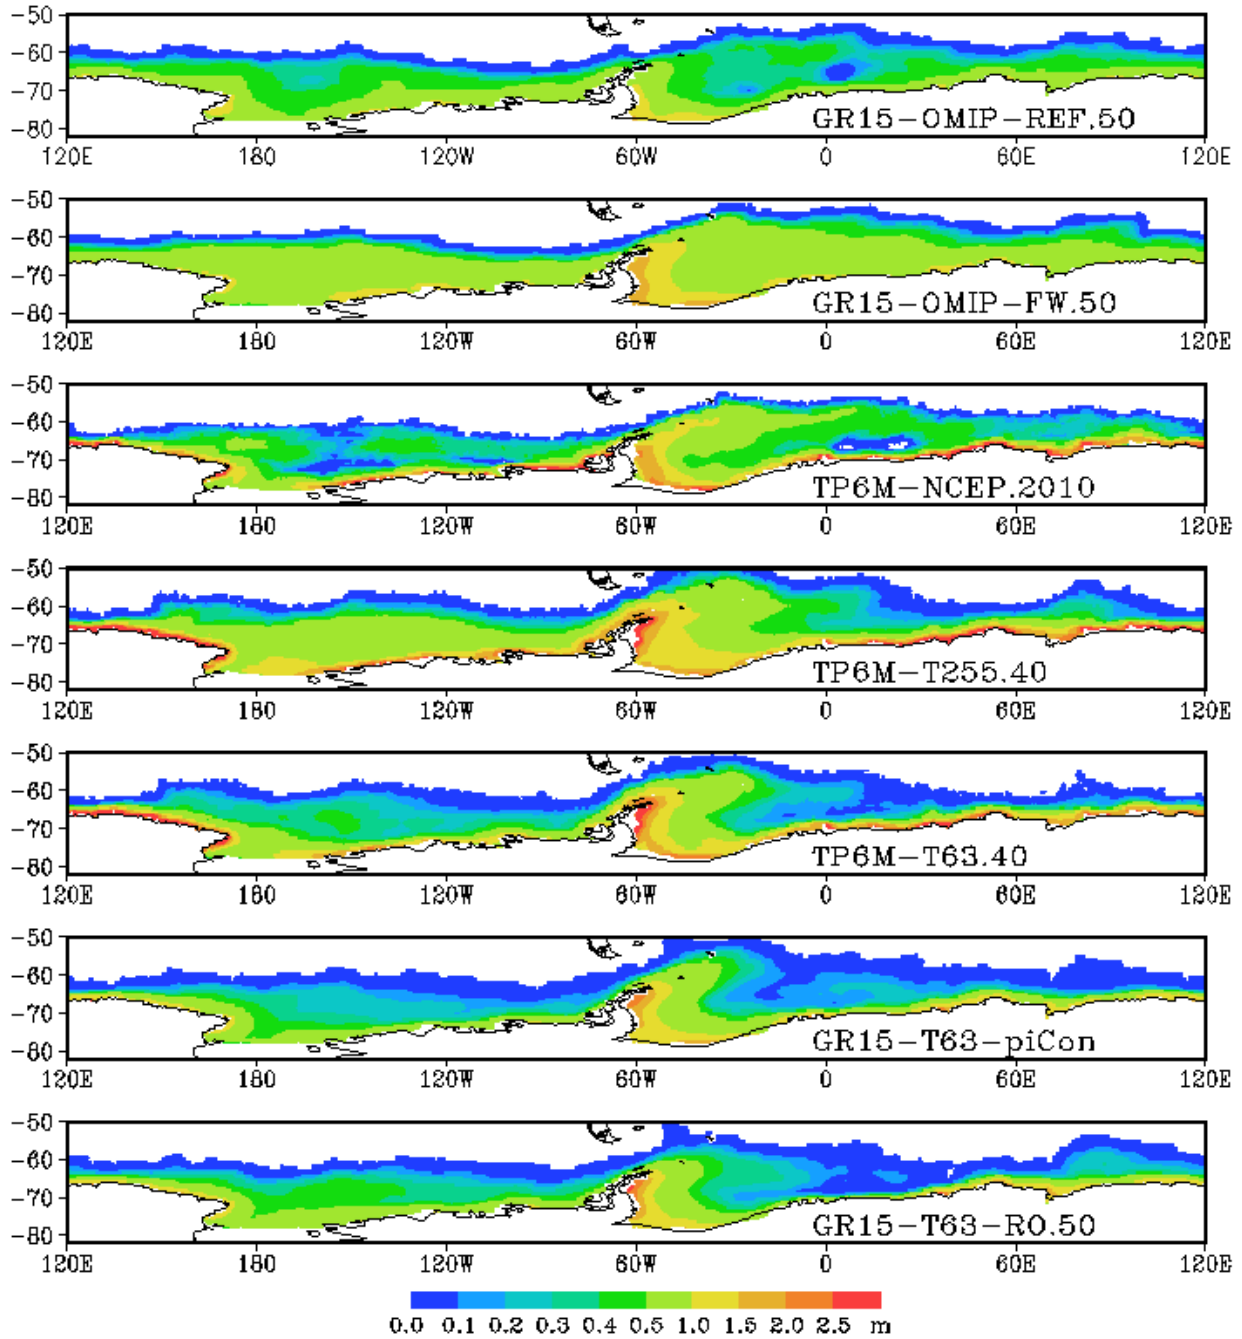 -50
-60
-70
-80
GR15-OMIP-REF.50
120E 180 120W 60W 0 60E 120E
-50
-60
-70
-80
GR15-OMIP-FW.50
120E 180 120W 60W 0 60E 120E
-50
-60
-70
-80
TP6M-NCEP.2010
120E 180 120W 60W 0 60E 120E
-50
-60
-70
-80
TP6M-T255.40
120E 180 120W 60W 0 60E 120E
-50
-60
-70
-80
TP6M-T63.40
120E 180 120W 60W 0 60E 120E
-50
-60
-70
-80
GR15-T63-piCon
120E 180 120W 60W 0 60E 120E
-50
-60
-70
-80
GR15-T63-RO.50
120E 180 120W 60W 0 60E 120E
0.0 0.1 0.2 0.3 0.4 0.5 1.0 1.5 2.0 2.5 m